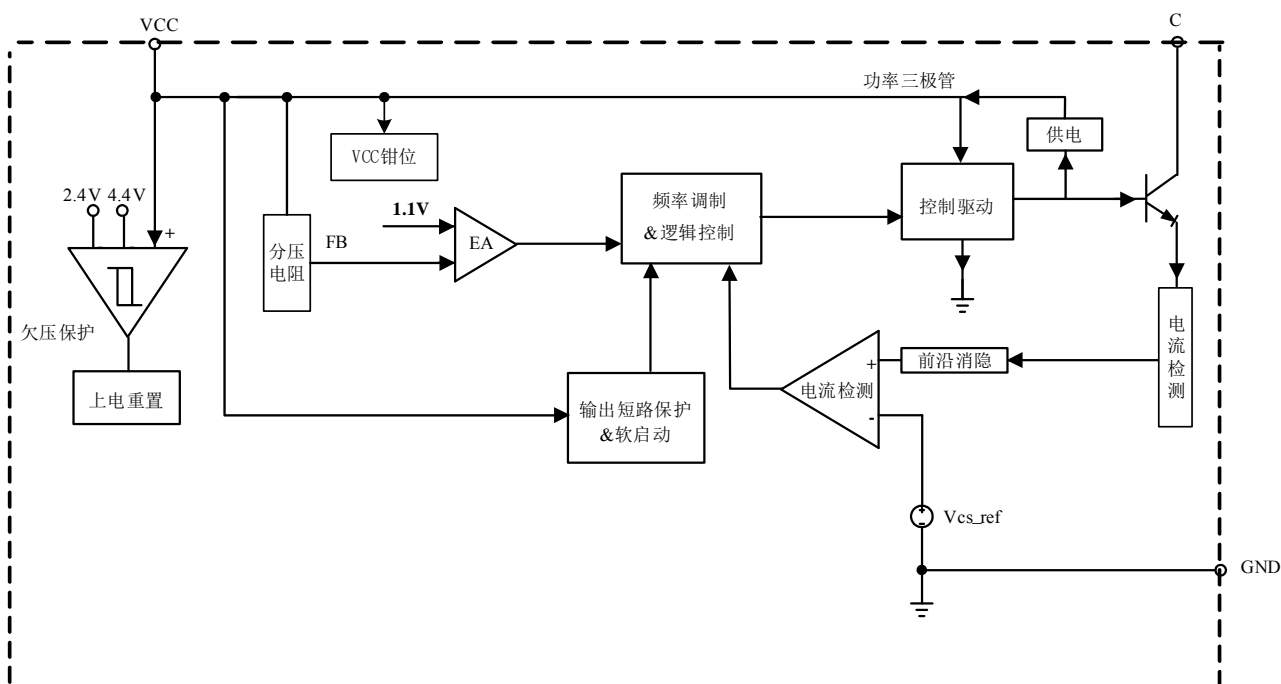 VCC
C
功率三极管
供电
VCC钳位
2.4V 4.4V
+
1.1V
EA
FB
分压
电阻
频率调制
&逻辑控制
控制驱动
欠压保护
上电重置
输出短路保护
&软启动
电流检测
+
-
前沿消隐
电
流
检
测
+
-
Vcs_ref
GND